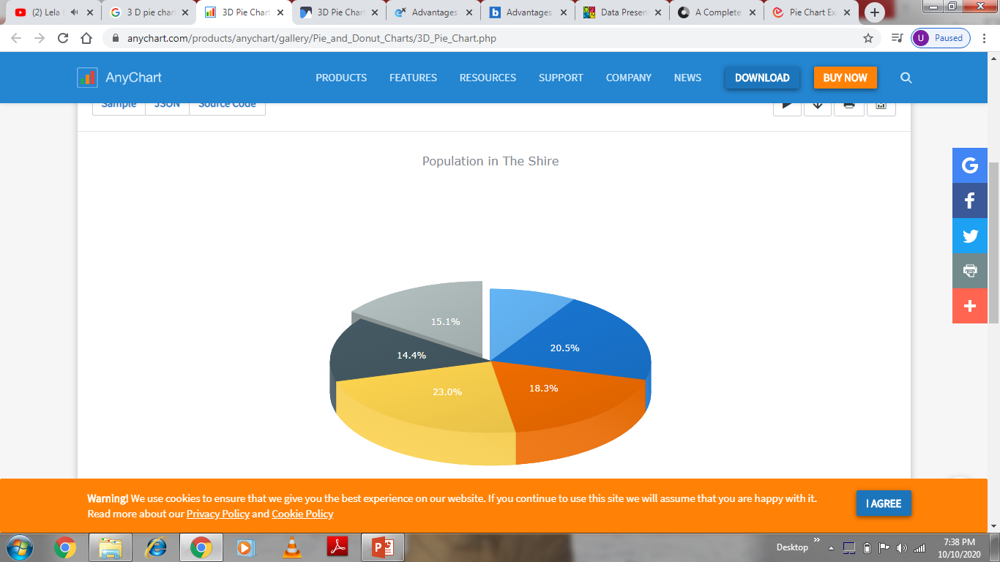 (2) Lela
3 D pie char
3D Pie Chart
3D Pie Char
Advantages
Advantages
Data Presen
A Complete
Pie Chart Ex
anychart.com/products/anychart/gallery/Pie_and_Donut_Charts/3D_Pie_Chart.php
U Paused
AnyChart PRODUCTS FEATURES RESOURCES SUPPORT COMPANY NEWS DOWNLOAD BUY NOW
Sample JSON Source Code
Population in The Shire
15.1%
20.5%
14.4%
18.3%
23.0%
Warning! We use cookies to ensure that we give you the best experience on our website. If you continue to use this site we will assume that you are happy with it.
Read more about our Privacy Policy and Cookie Policy
I AGREE
Desktop
7:38 PM
10/10/2020